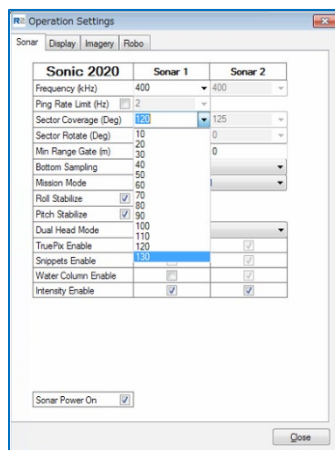 R2 Operation Settings
Sonar Display Imagery Robo
Sonic 2020 Sonar 1 Sonar 2
Frequency (kHz) 400 400
Ping Rate Limit (Hz) 2
Sector Coverage (Deg) 120 125
Sector Rotate (Deg) 10 0
20
Min Range Gate (m) 30 0
Bottom Sampling 40
50
Mission Mode 60
Roll Stabilize 70
80
Pitch Stabilize 90
Dual Head Mode 100
110
TruePix Enable 120
Snippets Enable 130
Water Column Enable
Intensity Enable
Sonar Power On
Close